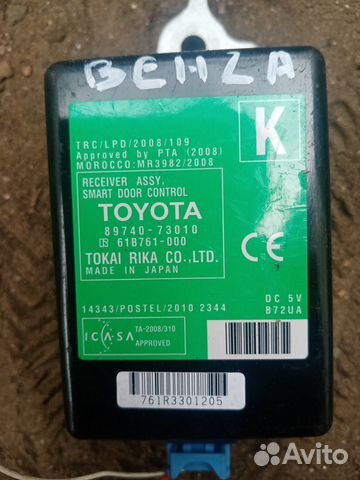 ВЕНZA
K
TRC/LPD/2008/109
Approved by PTA (2008)
MOROCCO:MR3982/2008
RECEIVER ASSY,
SMART DOOR CONTROL
TOYOTA
89740-73010
61B761-000
TOKAI RIKA CO.,LTD.
MADE IN JAPAN
CE
14343/POSTEL/2010 2344
DC 5V
B72UA
ICASA
TA-2008/310
APPROVED
761R3301205
Avito